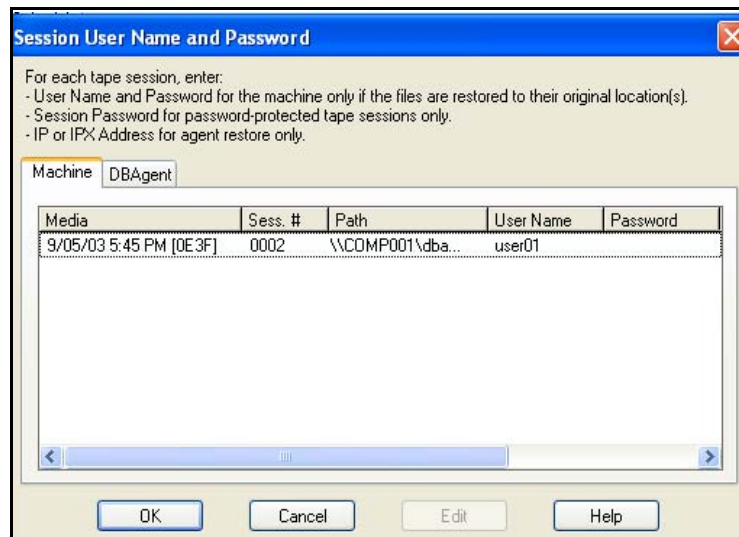 Session User Name and Password
For each tape session, enter:
- User Name and Password for the machine only if the files are restored to their original location(s).
- Session Password for password-protected tape sessions only.
- IP or IPX Address for agent restore only.
Machine DBAgent
Media Sess. # Path User Name Password
9/05/03 5:45 PM [0E3F] 0002 \\COMP001\dba... user01
OK Cancel Edit Help